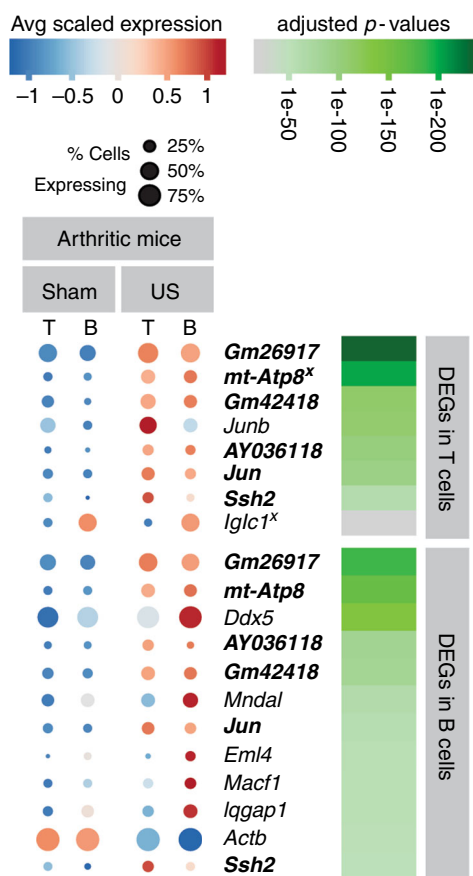 Avg scaled expression
adjusted p-values
−1 −0.5 0 0.5 1
1e-50 1e-100 1e-150 1e-200
% Cells Expressing
25%
50%
75%
Arthritic mice
Sham US
T B T B
Gm26917
mt-Atp8ˣ
Gm42418
Junb
AY036118
Jun
Ssh2
Iglc1ˣ
DEGs in T cells
Gm26917
mt-Atp8
Ddx5
AY036118
Gm42418
Mndal
Jun
Eml4
Macf1
Iqgap1
Actb
Ssh2
DEGs in B cells